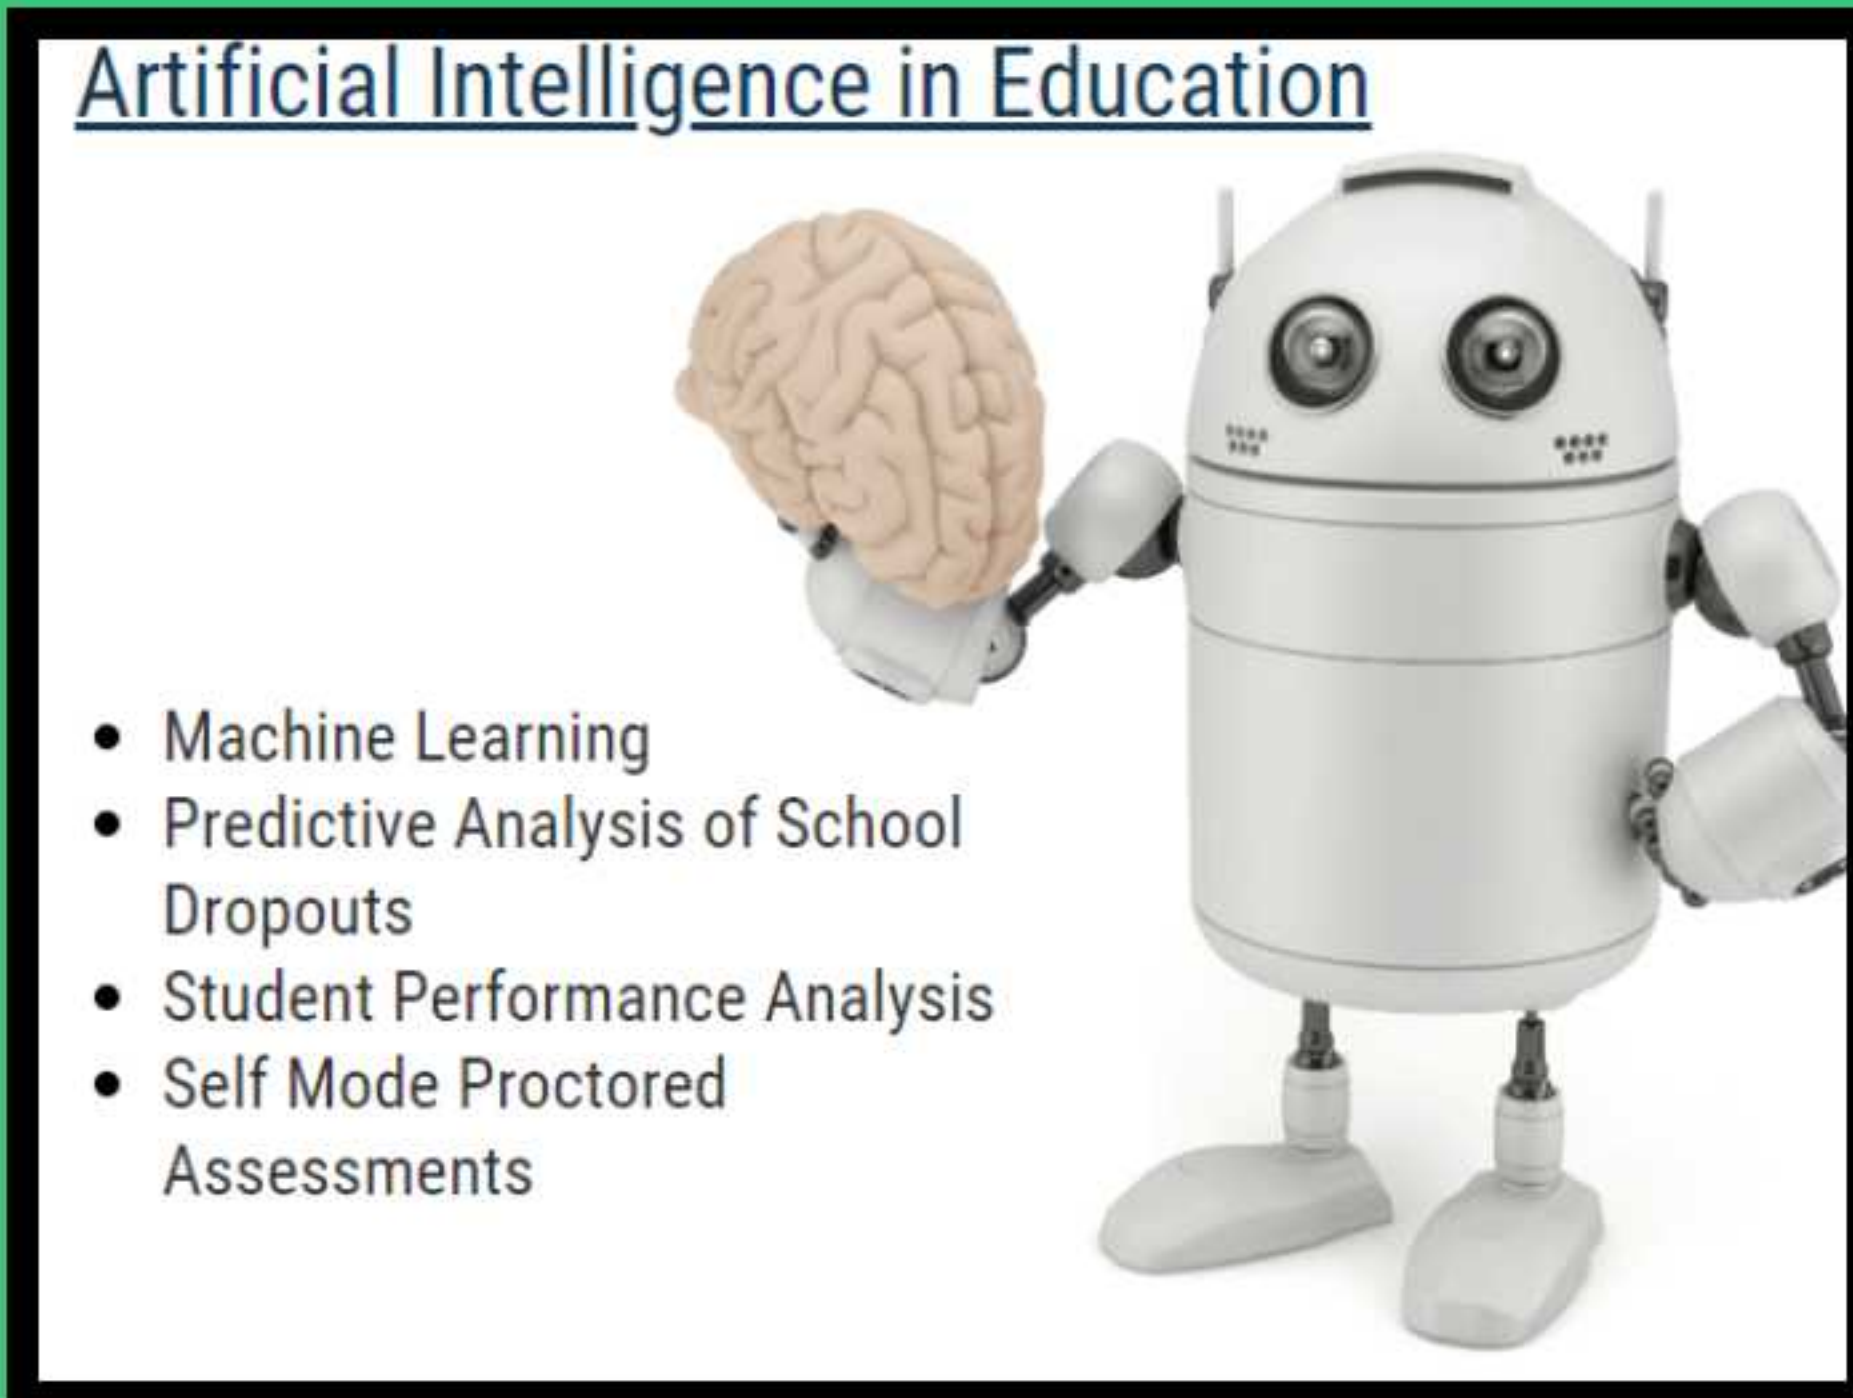 Artificial Intelligence in Education
• Machine Learning
• Predictive Analysis of School
Dropouts
• Student Performance Analysis
• Self Mode Proctored
Assessments